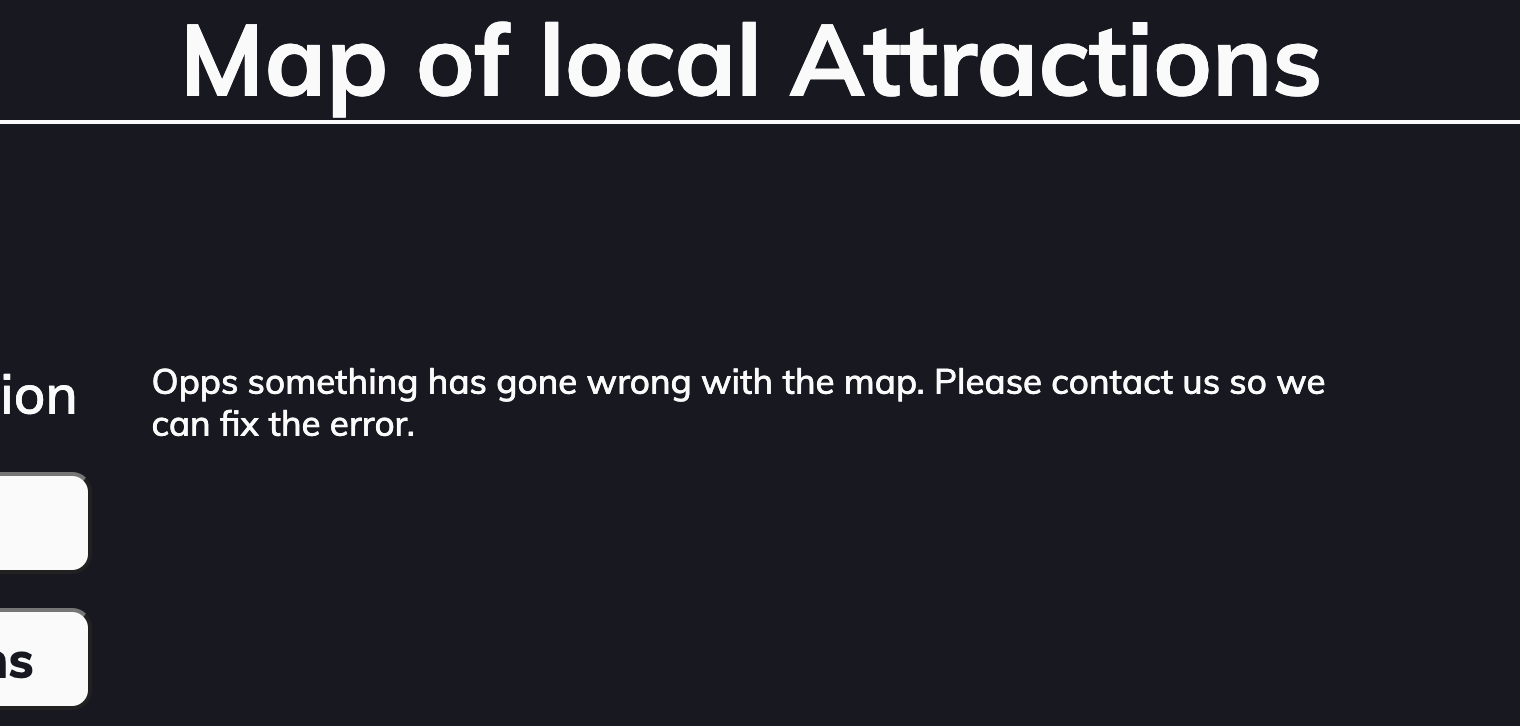 Map of local Attractions
ion
Opps something has gone wrong with the map. Please contact us so we
can fix the error.
ns